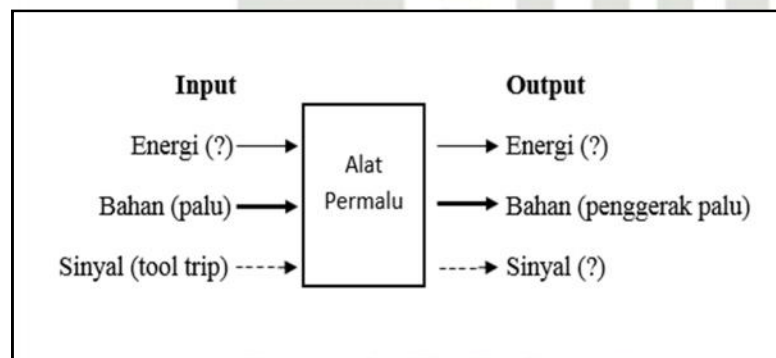 Input
Output
Energi (?)
Alat
Permalu
Energi (?)
Bahan (palu)
Bahan (penggerak palu)
Sinyal (tool trip)
Sinyal (?)